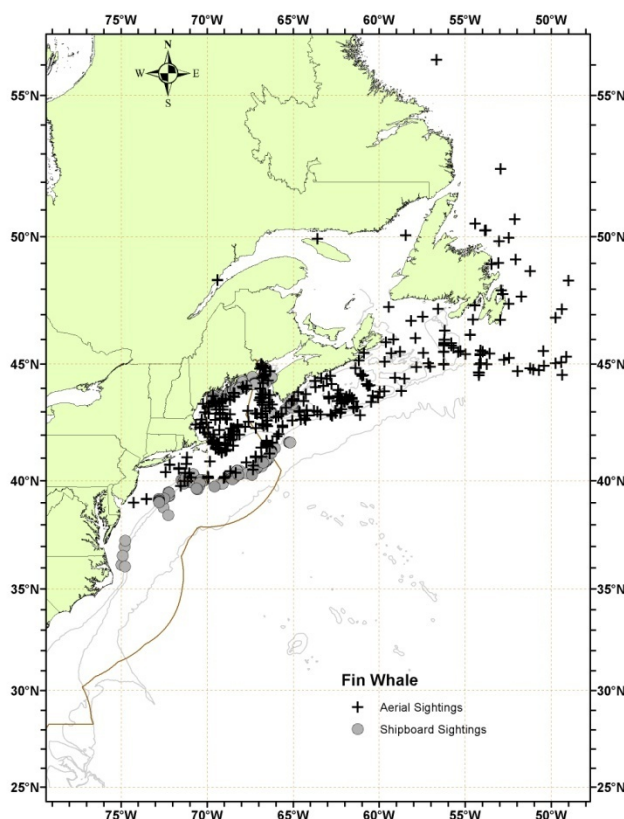 75°W 70°W 65°W 60°W 55°W 50°W
N
W E
S
55°N 55°N
50°N 50°N
45°N 45°N
40°N 40°N
35°N 35°N
30°N 30°N
25°N 25°N
Fin Whale
Aerial Sightings
Shipboard Sightings
75°W 70°W 65°W 60°W 55°W 50°W